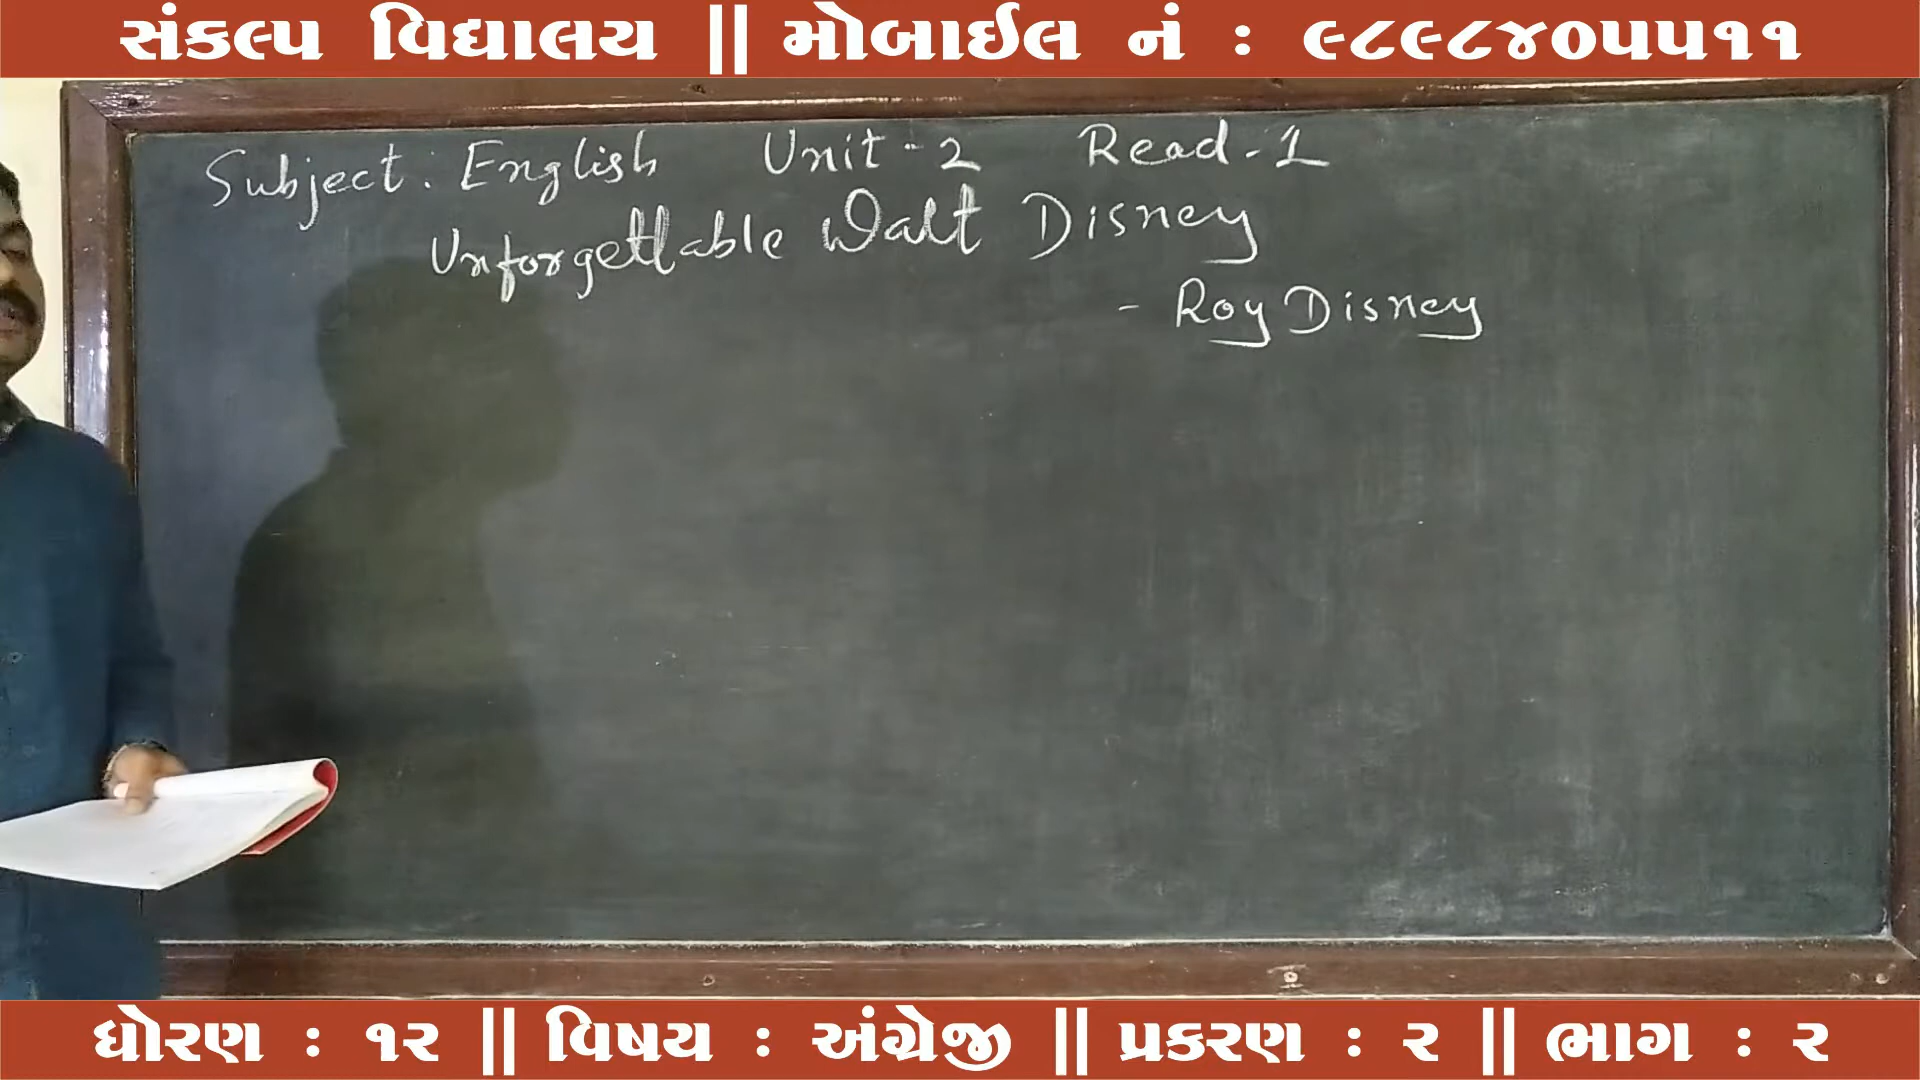 સંકલ્પ વિદ્યાલય || મોબાઈલ નં : ૯૮૯૮૪૦૫૫૧૧
Subject : English Unit - 2 Read - 1
Unforgettable Walt Disney
- Roy Disney
ધોરણ : ૧૨ || વિષય : અંગ્રેજી || પ્રકરણ : ૨ || ભાગ : ૨